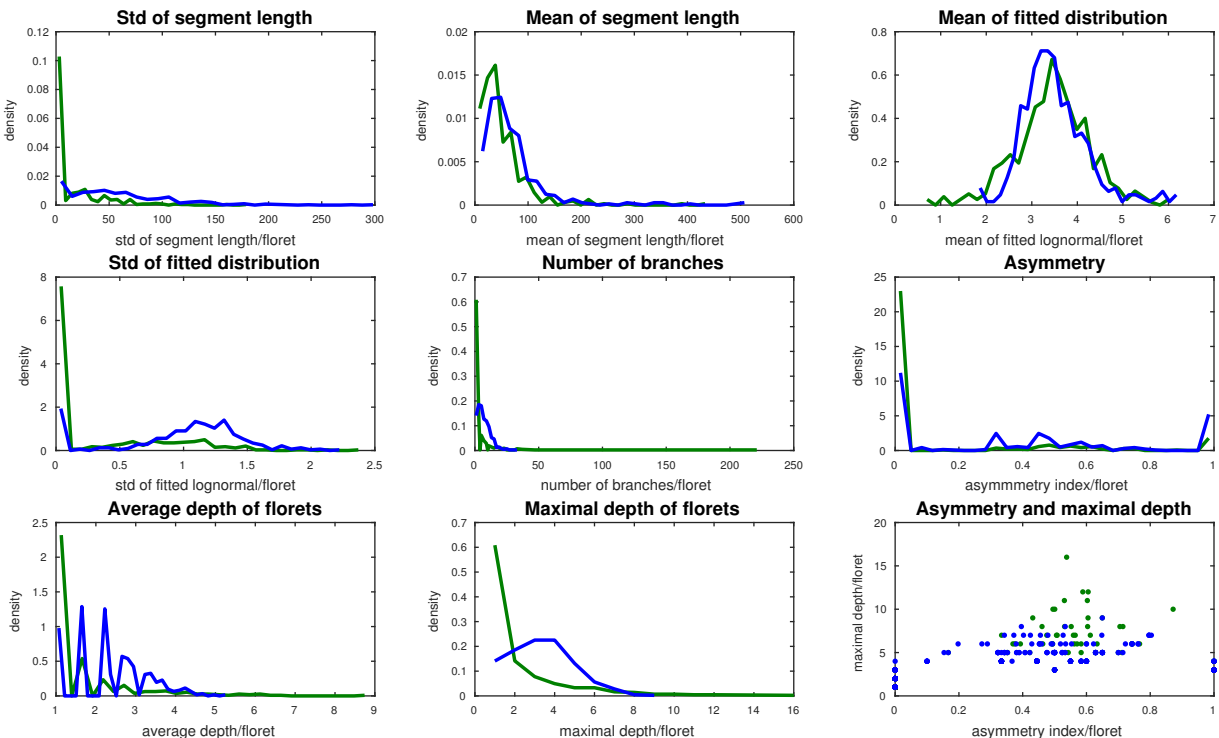 Std of segment length
0.12
0.1
0.08
0.06
0.04
0.02
0
density
0 50 100 150 200 250 300
std of segment length/floret
Mean of segment length
0.02
0.015
0.01
0.005
0
density
0 100 200 300 400 500 600
mean of segment length/floret
Mean of fitted distribution
0.8
0.6
0.4
0.2
0
density
0 1 2 3 4 5 6 7
mean of fitted lognormal/floret
Std of fitted distribution
8
6
4
2
0
density
0 0.5 1 1.5 2 2.5
std of fitted lognormal/floret
Number of branches
0.7
0.6
0.5
0.4
0.3
0.2
0.1
0
density
0 50 100 150 200 250
number of branches/floret
Asymmetry
25
20
15
10
5
0
density
0 0.2 0.4 0.6 0.8 1
asymmmetry index/floret
Average depth of florets
2.5
2
1.5
1
0.5
0
density
1 2 3 4 5 6 7 8 9
average depth/floret
Maximal depth of florets
0.7
0.6
0.5
0.4
0.3
0.2
0.1
0
density
0 2 4 6 8 10 12 14 16
maximal depth/floret
Asymmetry and maximal depth
20
15
10
5
0
maximal depth/floret
0 0.2 0.4 0.6 0.8 1
asymmetry index/floret